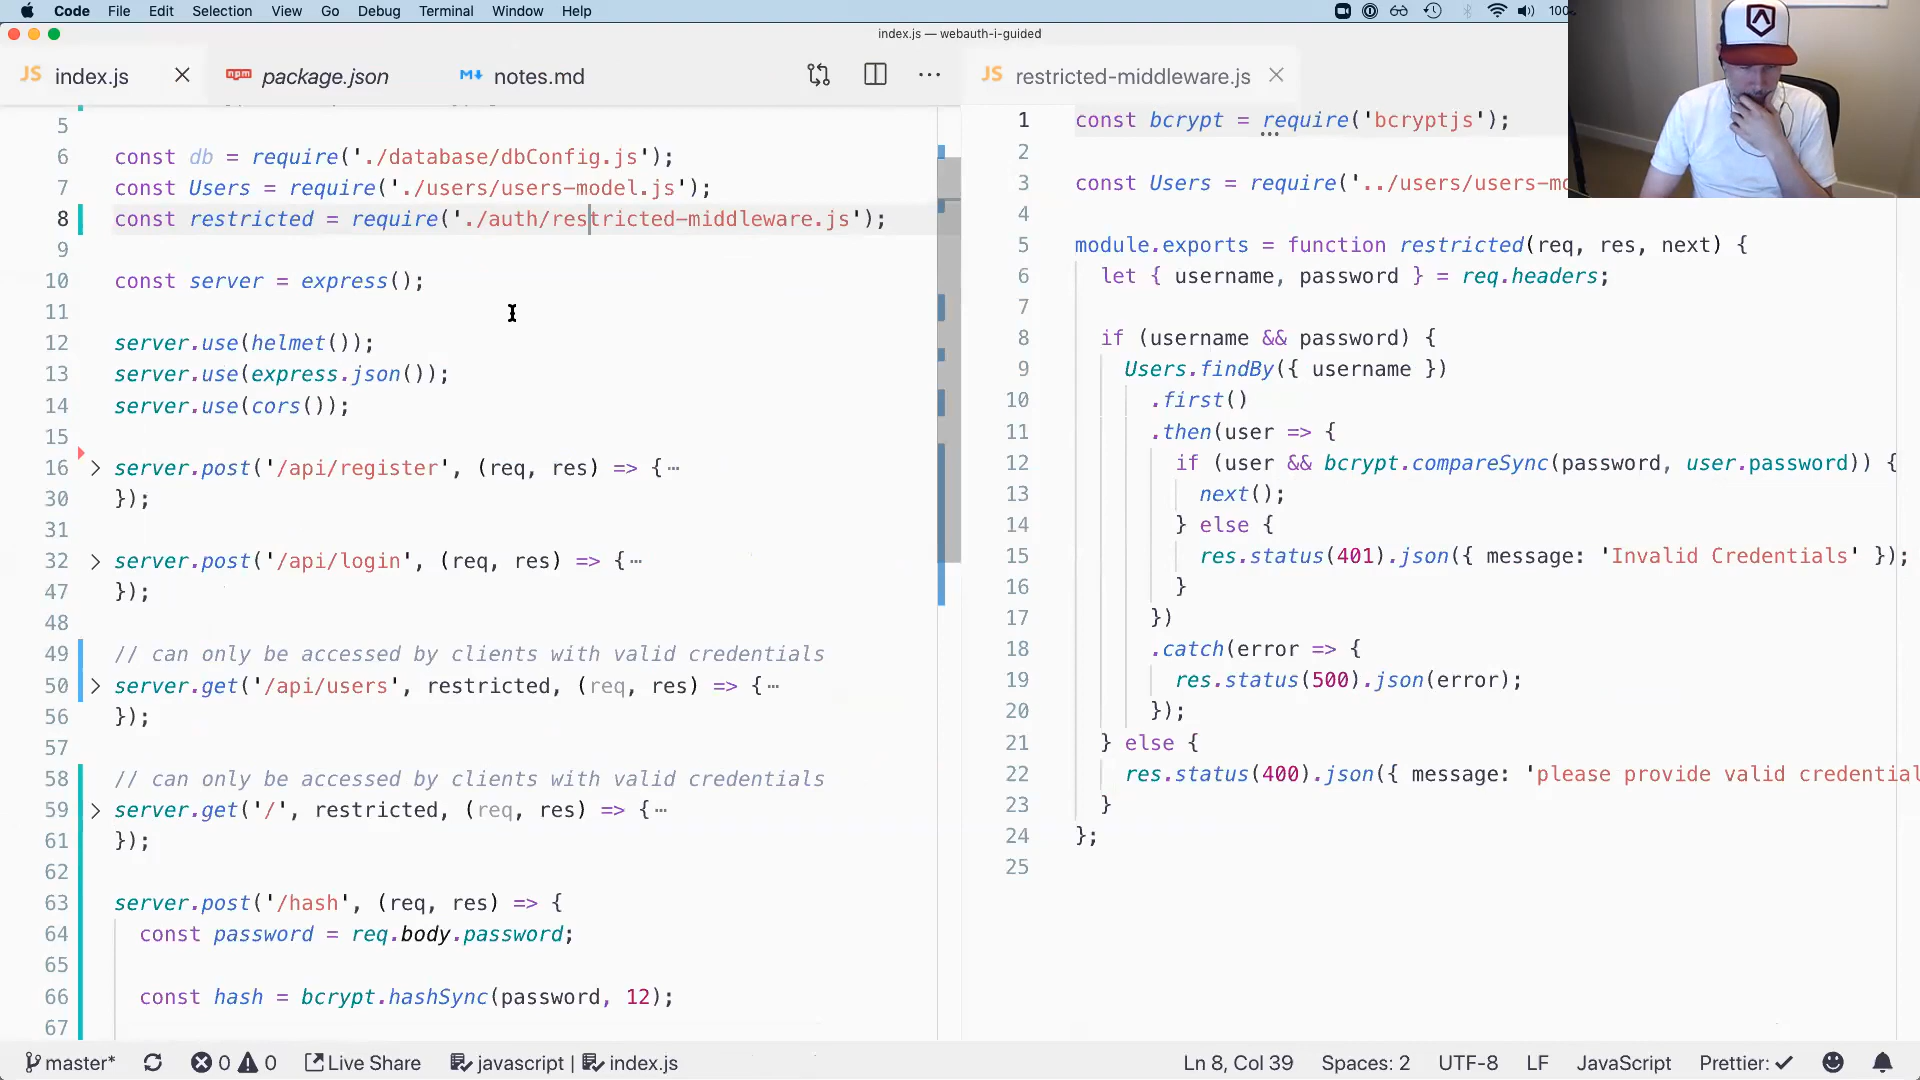 Code File Edit Selection View Go Debug Terminal Window Help
index.js — webauth-i-guided
JS index.js
npm package.json
notes.md
5
6 const db = require('./database/dbConfig.js');
7 const Users = require('./users/users-model.js');
8 const restricted = require('./auth/restricted-middleware.js');
9
10 const server = express();
11
12 server.use(helmet());
13 server.use(express.json());
14 server.use(cors());
15
16 server.post('/api/register', (req, res) => {
30 });
31
32 server.post('/api/login', (req, res) => {
47 });
48
49 // can only be accessed by clients with valid credentials
50 server.get('/api/users', restricted, (req, res) => {
56 });
57
58 // can only be accessed by clients with valid credentials
59 server.get('/', restricted, (req, res) => {
61 });
62
63 server.post('/hash', (req, res) => {
64 const password = req.body.password;
65
66 const hash = bcrypt.hashSync(password, 12);
67
JS restricted-middleware.js
1 const bcrypt = require('bcryptjs');
2
3 const Users = require('../users/users-mo
4
5 module.exports = function restricted(req, res, next) {
6 let { username, password } = req.headers;
7
8 if (username && password) {
9 Users.findBy({ username })
10 .first()
11 .then(user => {
12 if (user && bcrypt.compareSync(password, user.password)) {
13 next();
14 } else {
15 res.status(401).json({ message: 'Invalid Credentials' });
16 }
17 })
18 .catch(error => {
19 res.status(500).json(error);
20 });
21 } else {
22 res.status(400).json({ message: 'please provide valid credential
23 }
24 };
25
master* 0 0 Live Share javascript | index.js Ln 8, Col 39 Spaces: 2 UTF-8 LF JavaScript Prettier: ✓